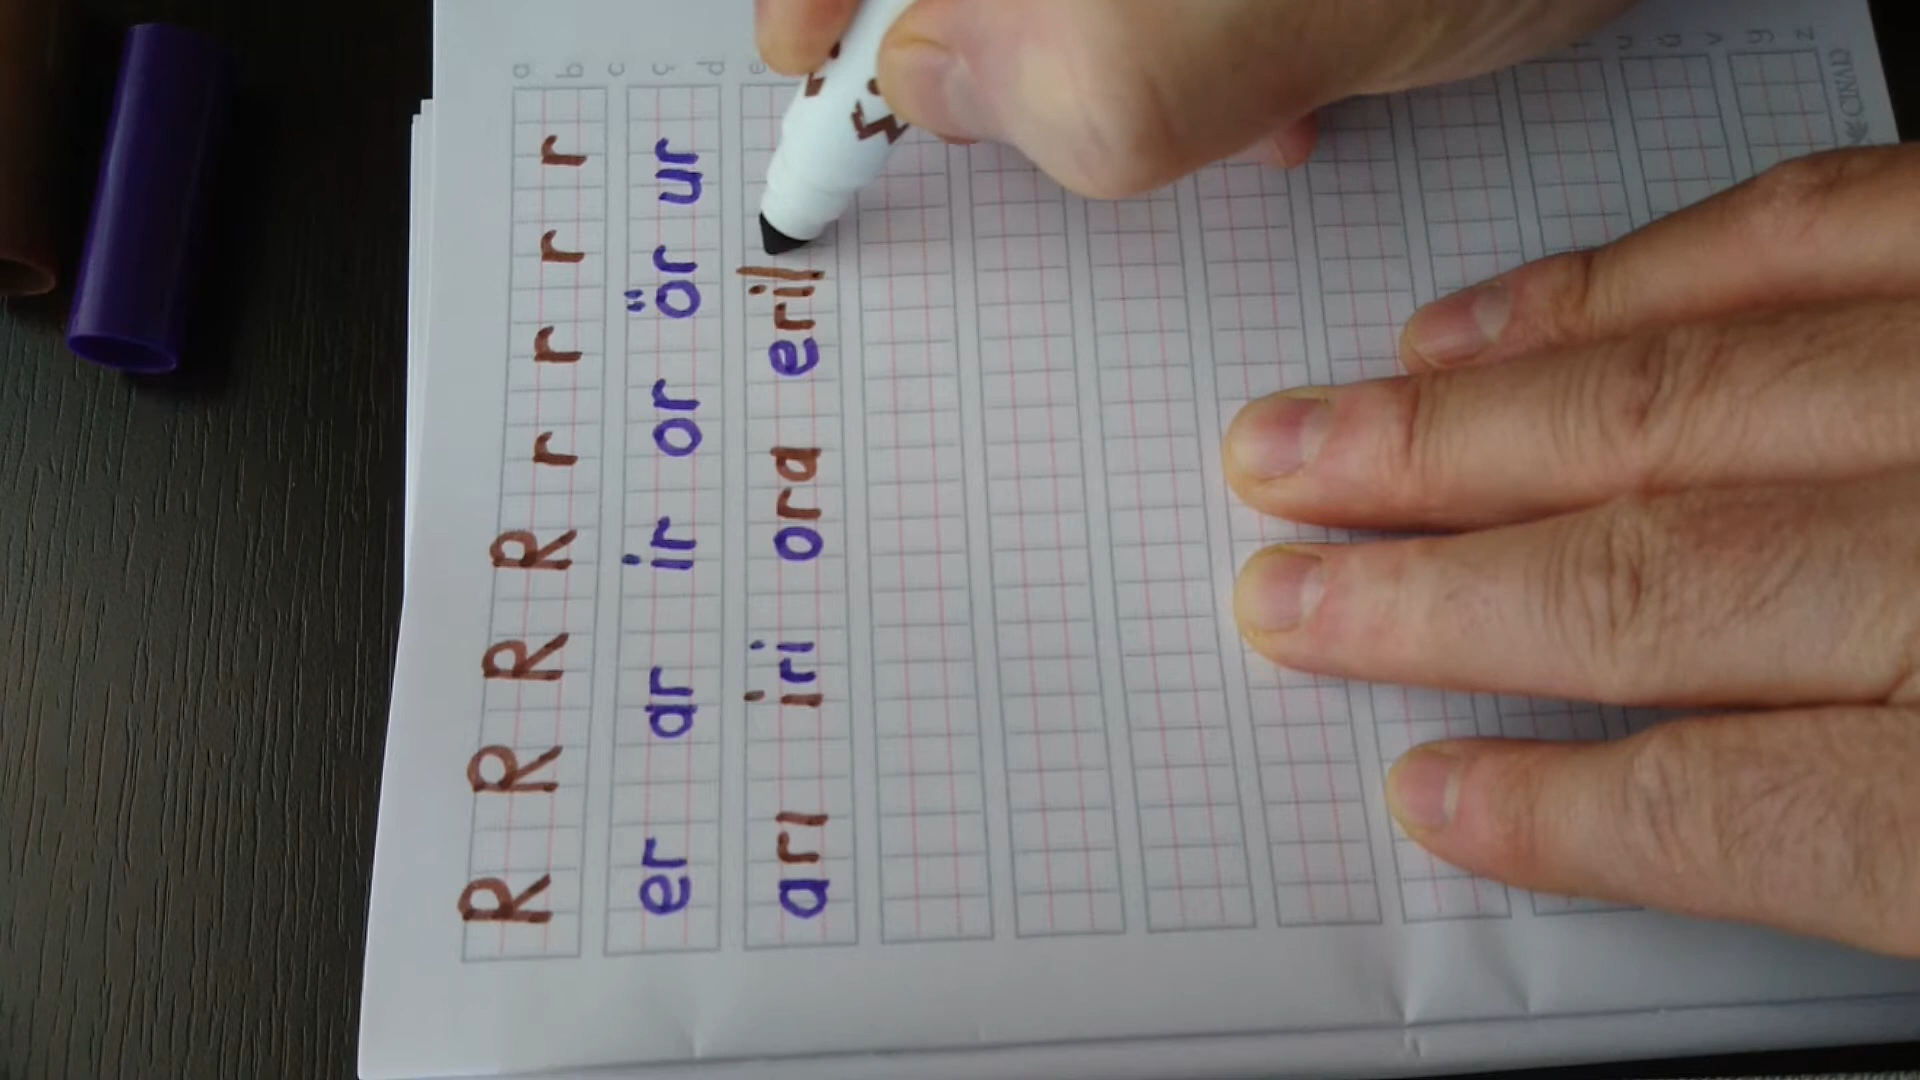 R R R R r r r r
er ar ir or ör ur
arı iri ora eril
a
b
c
ç
d
e
u
ü
v
y
z